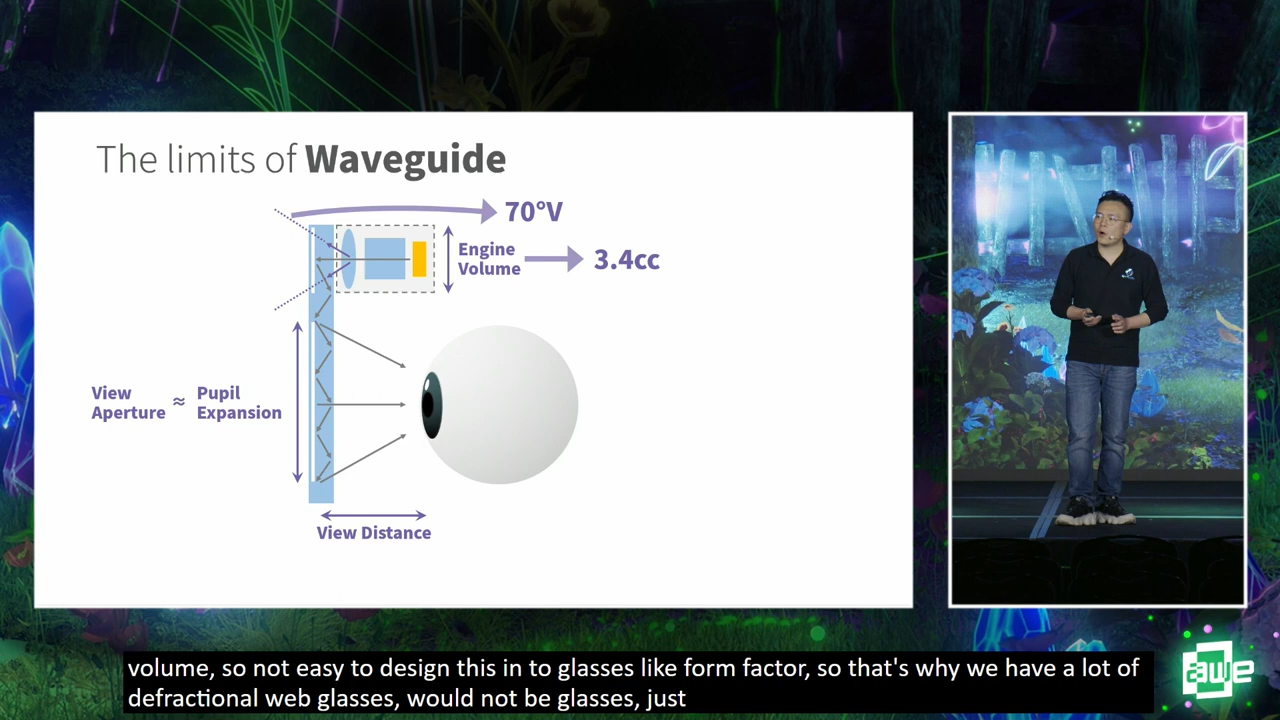 The limits of Waveguide
70°V
Engine
Volume
3.4cc
View
Aperture
≈
Pupil
Expansion
View Distance
volume, so not easy to design this in to glasses like form factor, so that's why we have a lot of
defractional web glasses, would not be glasses, just
awe